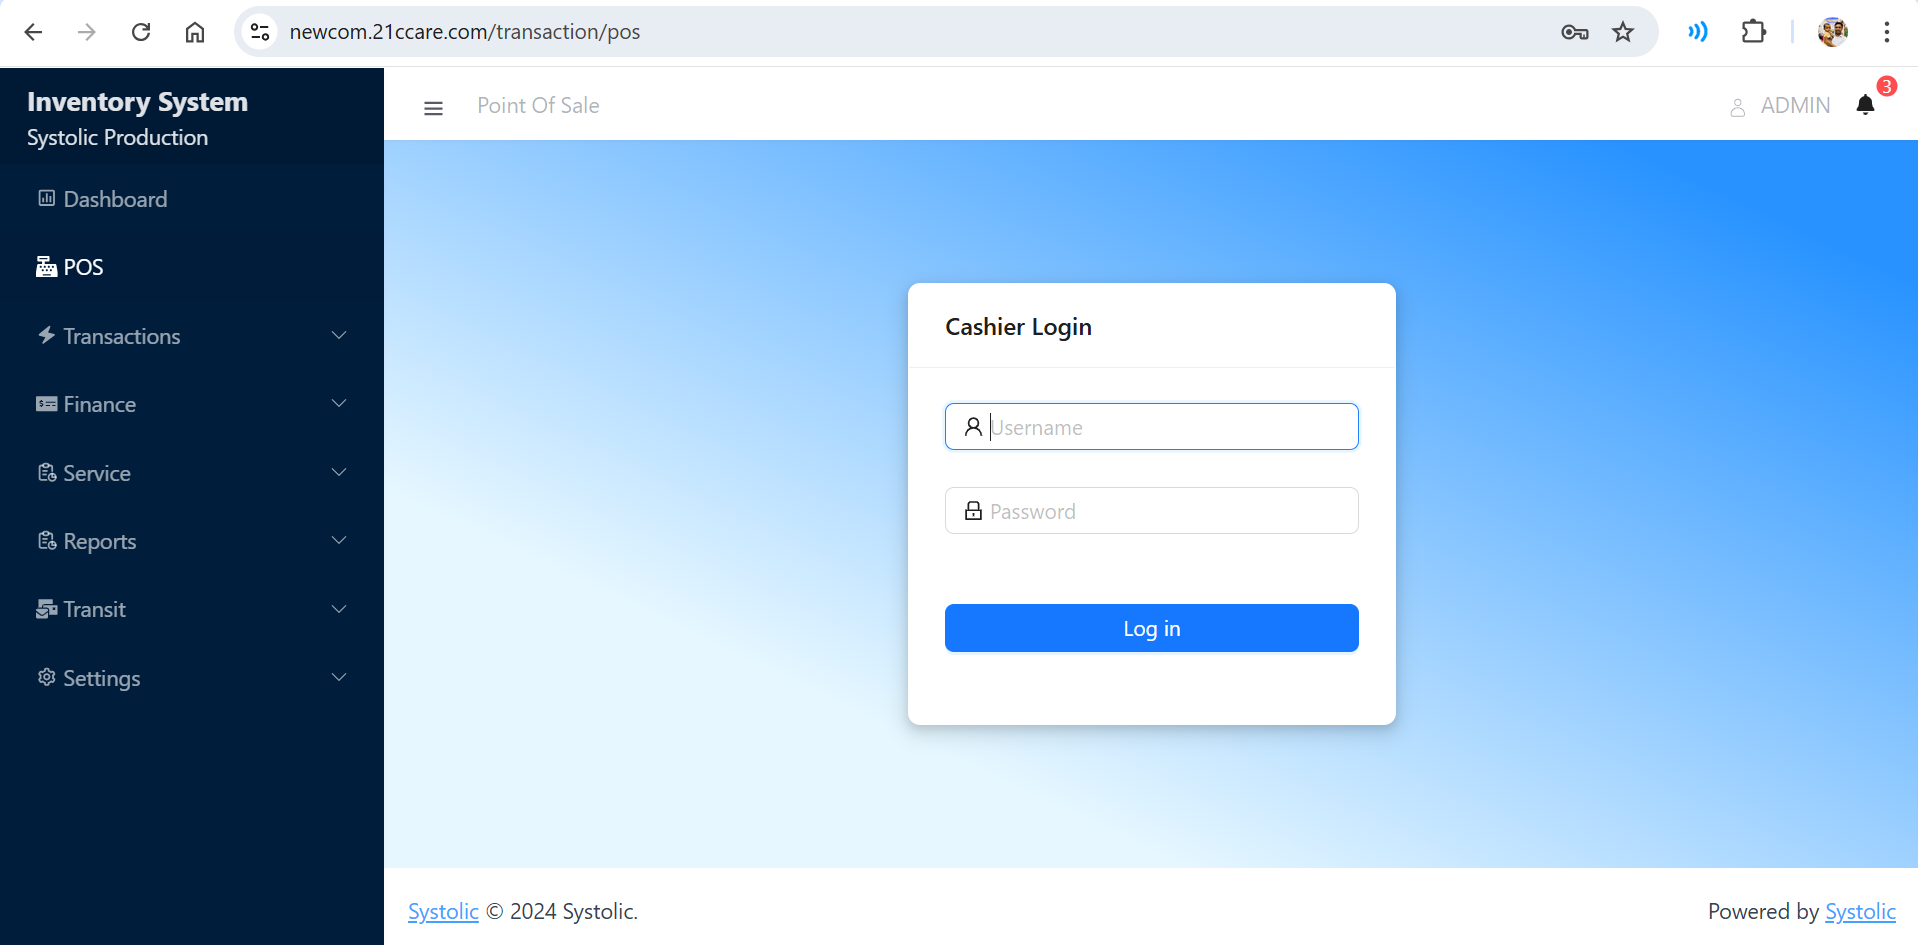 newcom.21ccare.com/transaction/pos
Inventory System
Systolic Production
Dashboard
POS
Transactions
Finance
Service
Reports
Transit
Settings
Point Of Sale
ADMIN
3
Cashier Login
Username
Password
Log in
Systolic © 2024 Systolic.
Powered by Systolic